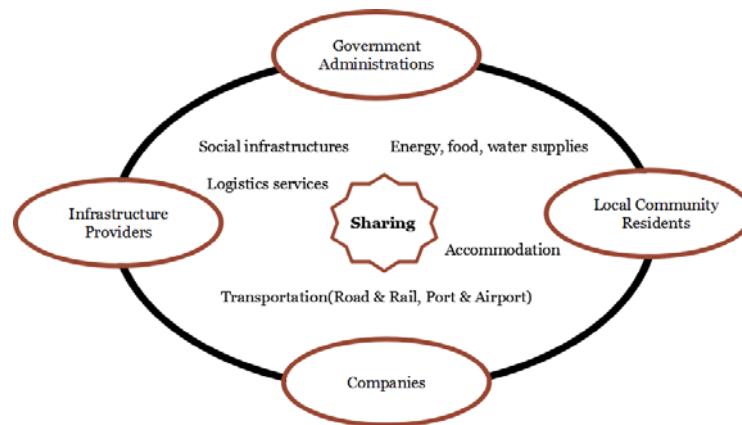 Government
Administrations
Social infrastructures
Energy, food, water supplies
Logistics services
Infrastructure
Providers
Sharing
Local Community
Residents
Accommodation
Transportation(Road & Rail, Port & Airport)
Companies